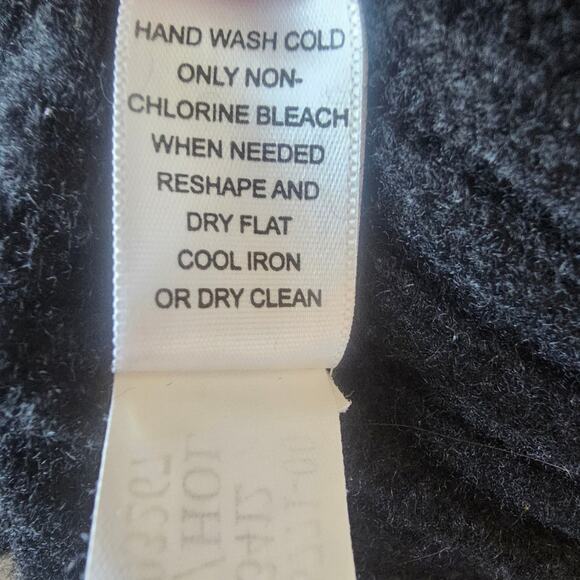 HAND WASH COLD
ONLY NON-
CHLORINE BLEACH
WHEN NEEDED
RESHAPE AND
DRY FLAT
COOL IRON
OR DRY CLEAN